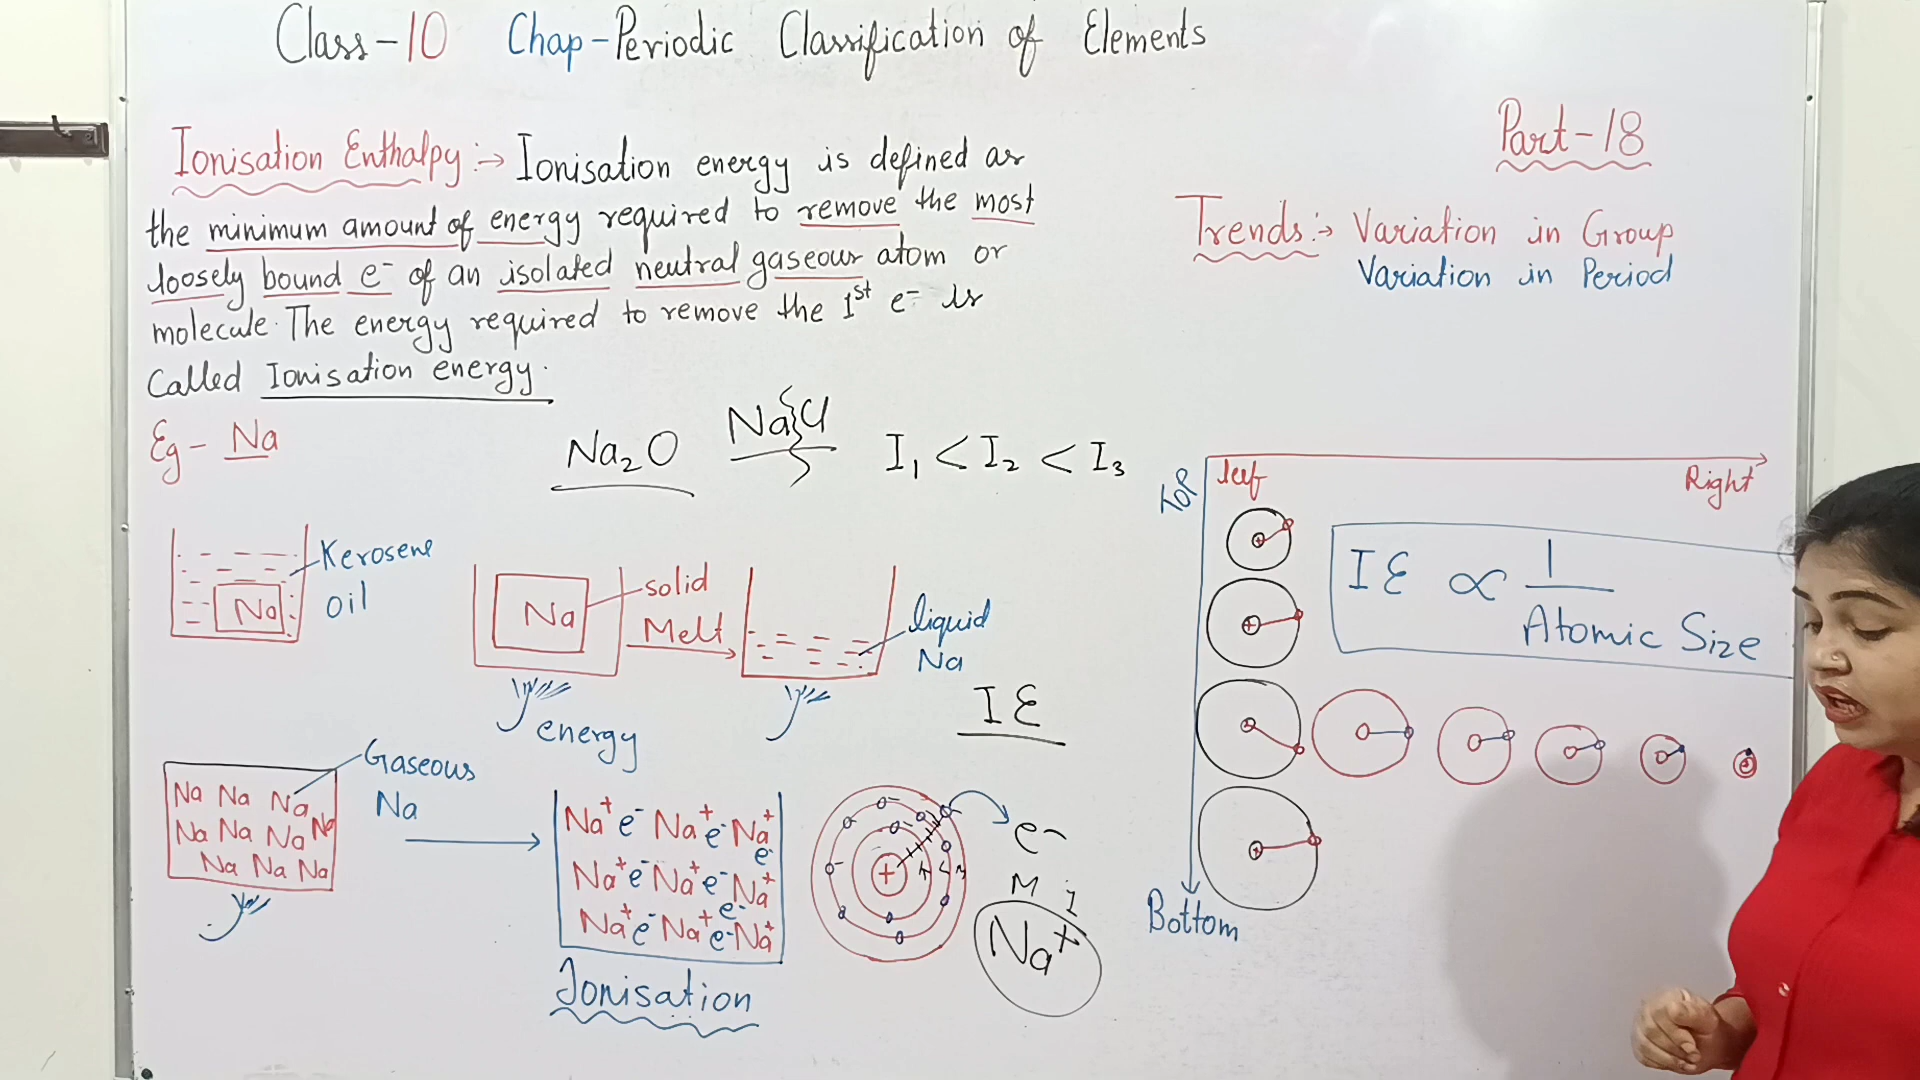 Class-10 Chap-Periodic Classification of Elements
Part-18
Ionisation Enthalpy:→ Ionisation energy is defined as
the minimum amount of energy required to remove the most
loosely bound e⁻ of an isolated neutral gaseous atom or
molecule. The energy required to remove the 1st e⁻ is
Called Ionisation energy.
Trends:→ Variation in Group
Variation in Period
Eg- Na
Na₂O
NaCl
I₁ < I₂ < I₃
Kerosene
oil
Na
Na
solid
Melt
liquid
Na
energy
IE
Gaseous
Na
Na Na Na
Na Na Na Na
Na Na Na
Na⁺ e⁻ Na⁺ e⁻ Na⁺
e⁻
Na⁺ e⁻ Na⁺ e⁻ Na⁺
e⁻
Na⁺ e⁻ Na⁺ e⁻ Na⁺
Ionisation
+
K L M
e⁻
Na⁺
TOP
left
Right
IE ∝ 1
Atomic Size
Bottom